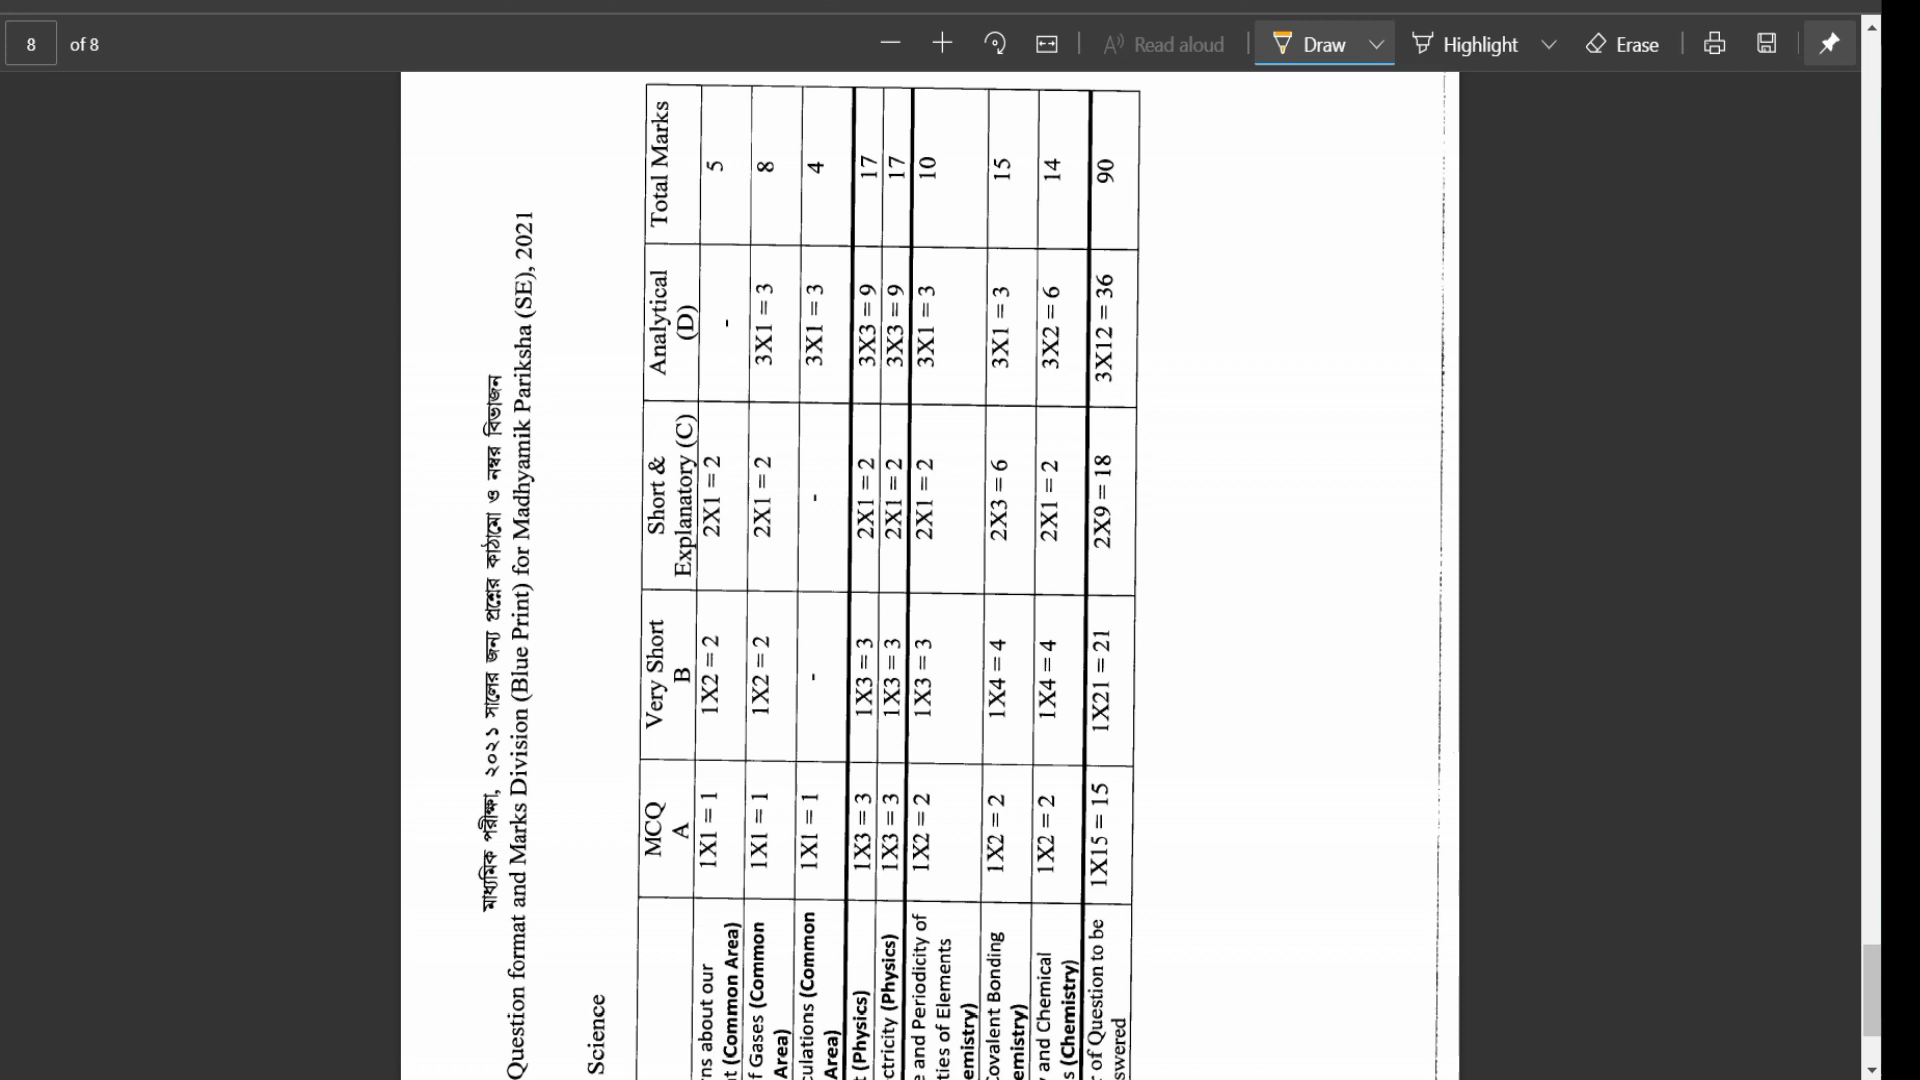 8 of 8 Read aloud Draw Highlight Erase
মাধ্যমিক পরীক্ষা, ২০২১ সালের জন্য প্রশ্নের কাঠামো ও নম্বর বিভাজন
Question format and Marks Division (Blue Print) for Madhyamik Pariksha (SE), 2021
Science
MCQ A Very Short B Short & Explanatory (C) Analytical (D) Total Marks
ns about our t (Common Area) 1X1 = 1 1X2 = 2 2X1 = 2 - 5
f Gases (Common Area) 1X1 = 1 1X2 = 2 2X1 = 2 3X1 = 3 8
ulations (Common Area) 1X1 = 1 - - 3X1 = 3 4
t (Physics) 1X3 = 3 1X3 = 3 2X1 = 2 3X3 = 9 17
ctricity (Physics) 1X3 = 3 1X3 = 3 2X1 = 2 3X3 = 9 17
e and Periodicity of ties of Elements emistry) 1X2 = 2 1X3 = 3 2X1 = 2 3X1 = 3 10
Covalent Bonding emistry) 1X2 = 2 1X4 = 4 2X3 = 6 3X1 = 3 15
y and Chemical s (Chemistry) 1X2 = 2 1X4 = 4 2X1 = 2 3X2 = 6 14
r of Question to be swered 1X15 = 15 1X21 = 21 2X9 = 18 3X12 = 36 90